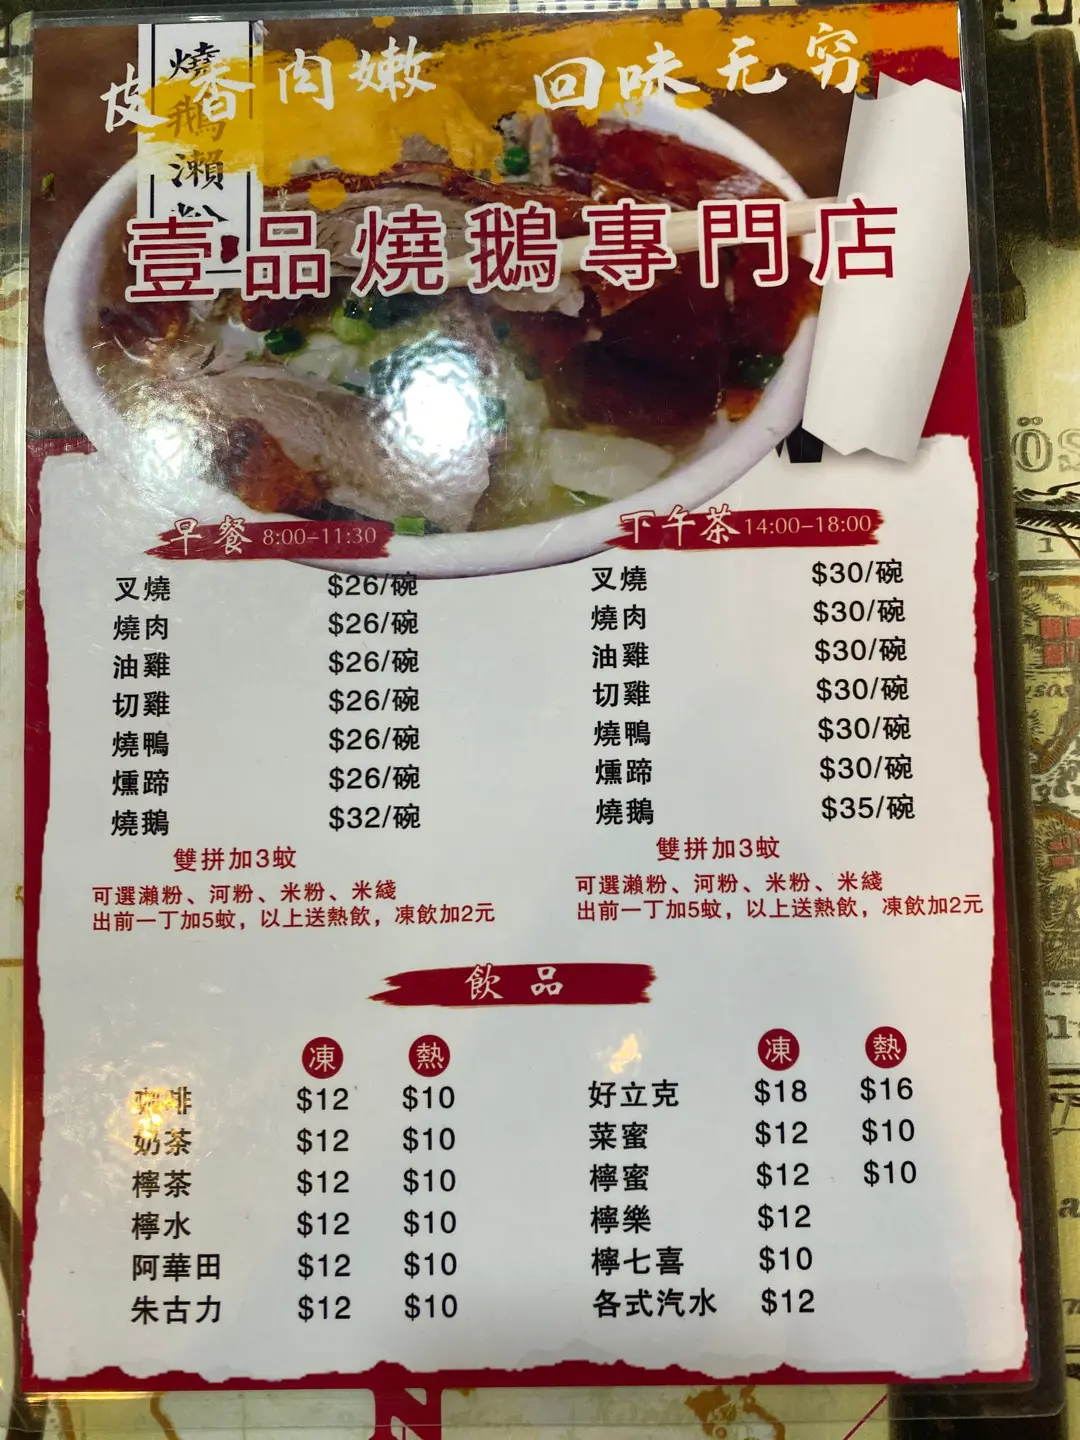 皮香肉嫩 回味无穷
燒鵝瀨粉
壹品燒鵝專門店
早餐 8:00-11:30
叉燒 $26/碗
燒肉 $26/碗
油雞 $26/碗
切雞 $26/碗
燒鴨 $26/碗
燻蹄 $26/碗
燒鵝 $32/碗
雙拼加3蚊
可選瀨粉、河粉、米粉、米綫
出前一丁加5蚊，以上送熱飲，凍飲加2元
下午茶 14:00-18:00
叉燒 $30/碗
燒肉 $30/碗
油雞 $30/碗
切雞 $30/碗
燒鴨 $30/碗
燻蹄 $30/碗
燒鵝 $35/碗
雙拼加3蚊
可選瀨粉、河粉、米粉、米綫
出前一丁加5蚊，以上送熱飲，凍飲加2元
飲品
凍 熱
咖啡 $12 $10
奶茶 $12 $10
檸茶 $12 $10
檸水 $12 $10
阿華田 $12 $10
朱古力 $12 $10
凍 熱
好立克 $18 $16
菜蜜 $12 $10
檸蜜 $12 $10
檸樂 $12
檸七喜 $10
各式汽水 $12